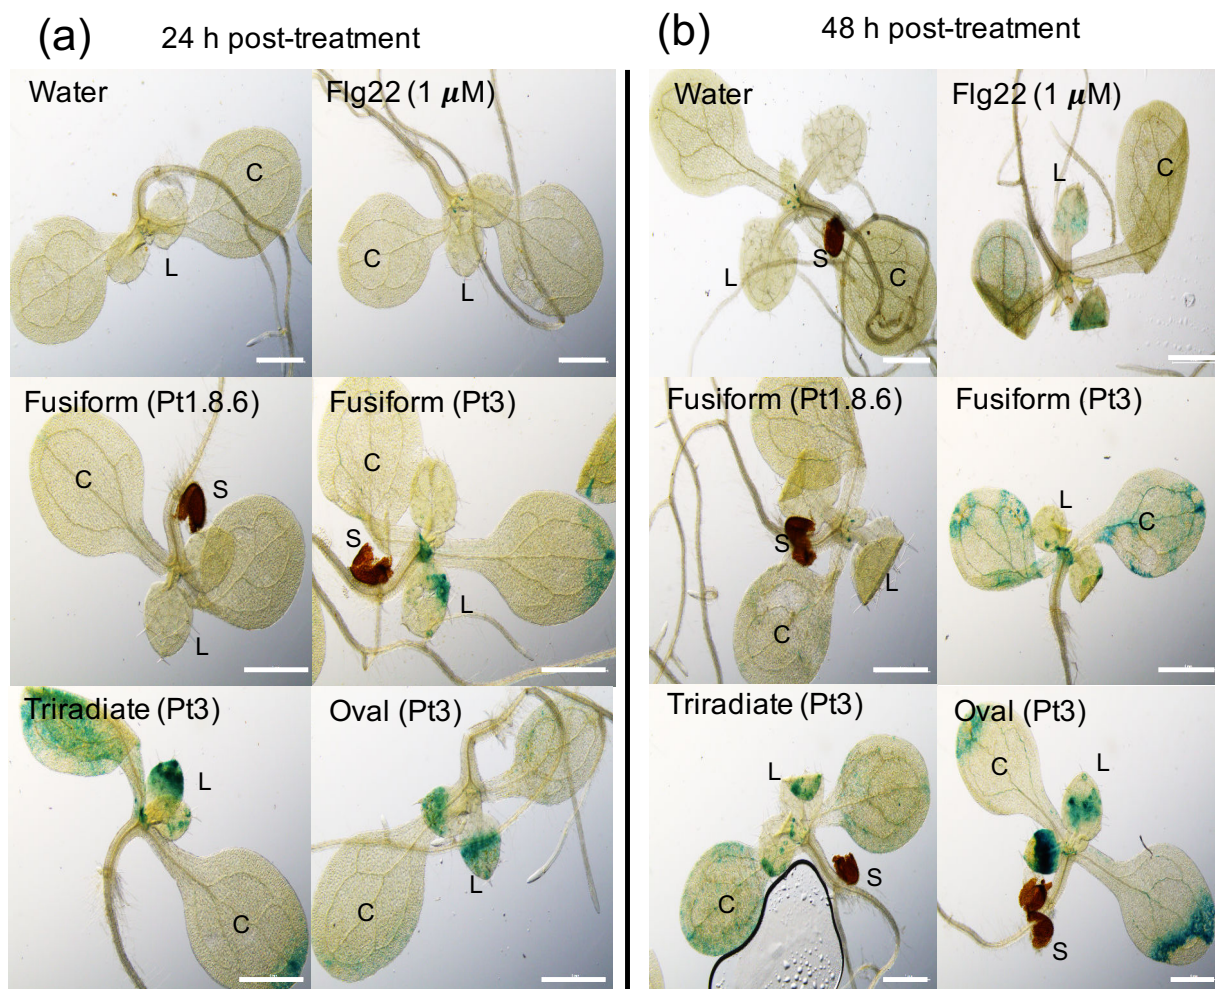 (a) 24 h post-treatment
(b) 48 h post-treatment
Water
Flg22 (1 𝝁M)
C
L
C
L
Water
Flg22 (1 𝝁M)
L
S
C
L
C
Fusiform (Pt1.8.6)
Fusiform (Pt3)
C
S
L
C
S
L
Fusiform (Pt1.8.6)
Fusiform (Pt3)
S
L
C
L
C
Triradiate (Pt3)
Oval (Pt3)
L
C
C
L
Triradiate (Pt3)
Oval (Pt3)
L
C
S
C
L
S